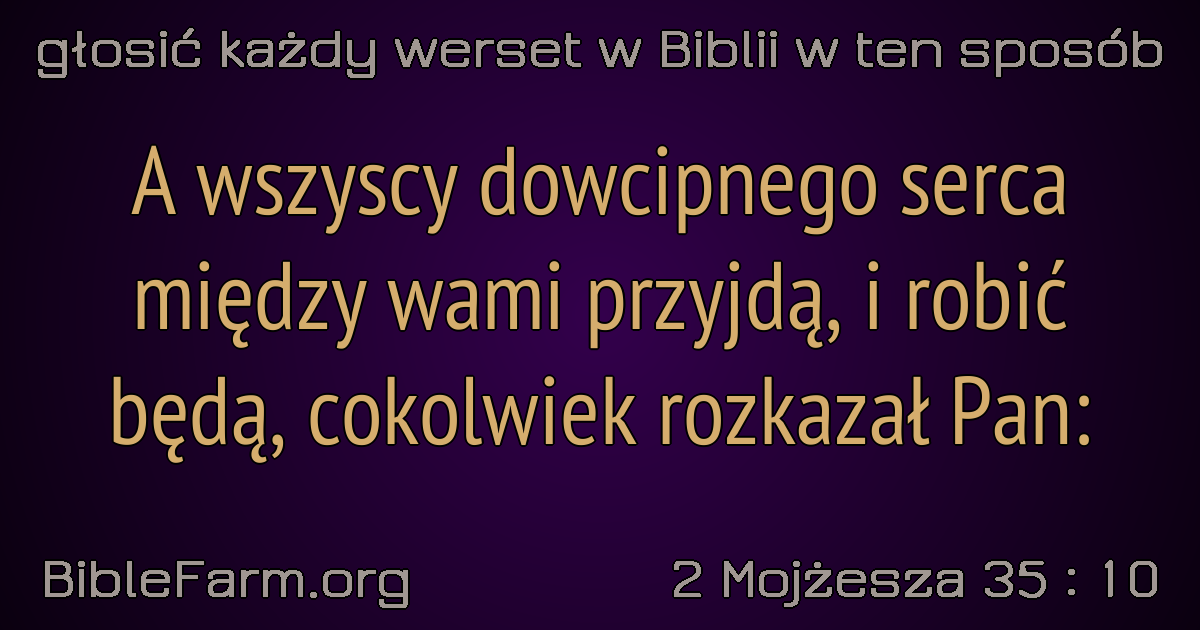 głosić każdy werset w Biblii w ten sposób
A wszyscy dowcipnego serca
między wami przyjdą, i robić
będą, cokolwiek rozkazał Pan:
BibleFarm.org
2 Mojżesza 35 : 10